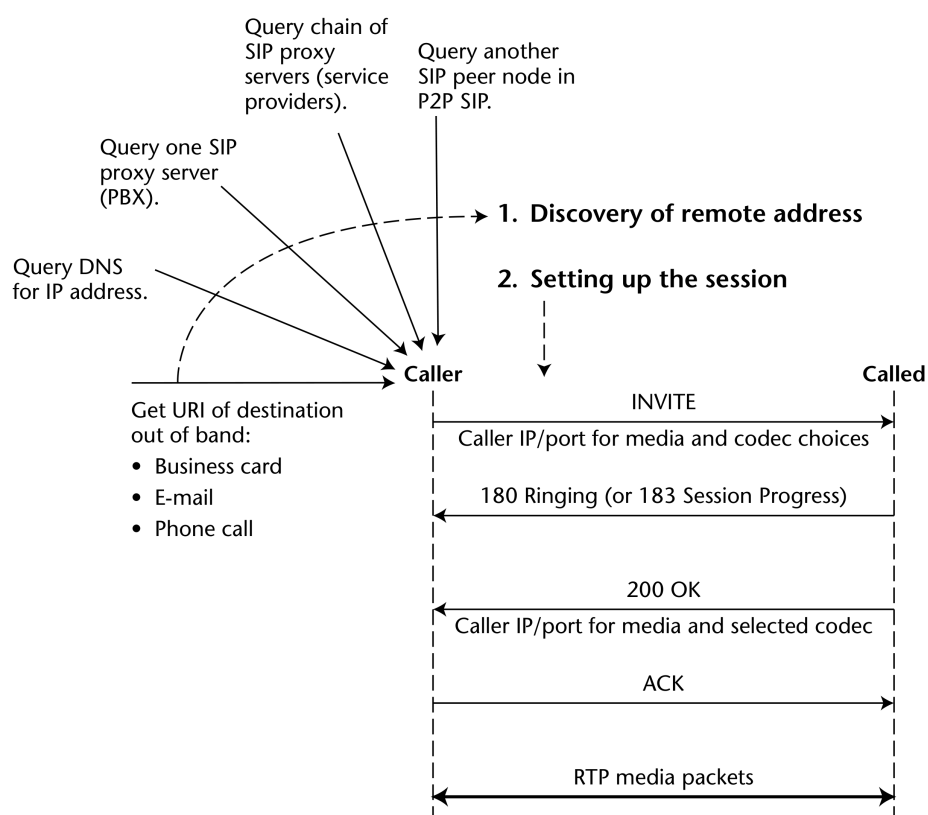 Query chain of
SIP proxy
servers (service
providers).
Query another
SIP peer node in
P2P SIP.
Query one SIP
proxy server
(PBX).
1. Discovery of remote address
Query DNS
for IP address.
2. Setting up the session
Caller
Called
Get URI of destination
out of band:
• Business card
• E-mail
• Phone call
INVITE
Caller IP/port for media and codec choices
180 Ringing (or 183 Session Progress)
200 OK
Caller IP/port for media and selected codec
ACK
RTP media packets